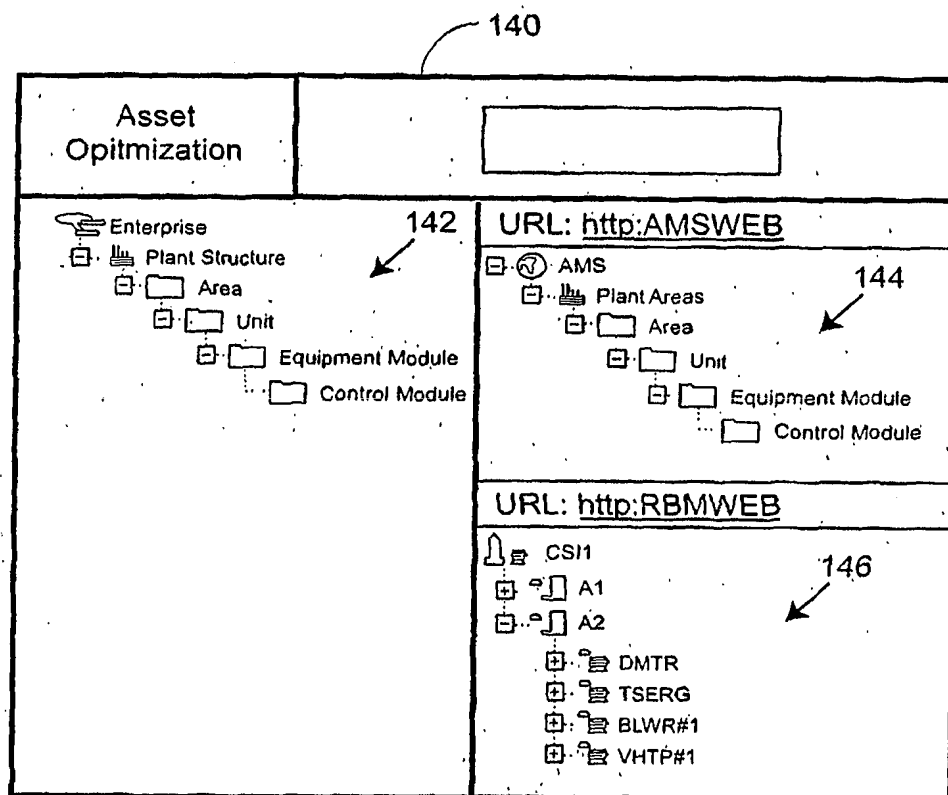 140
Asset
Opitmization
Enterprise
142
Plant Structure
Area
Unit
Equipment Module
Control Module
URL: http:AMSWEB
AMS
144
Plant Areas
Area
Unit
Equipment Module
Control Module
URL: http:RBMWEB
CSI1
146
A1
A2
DMTR
TSERG
BLWR#1
VHTP#1